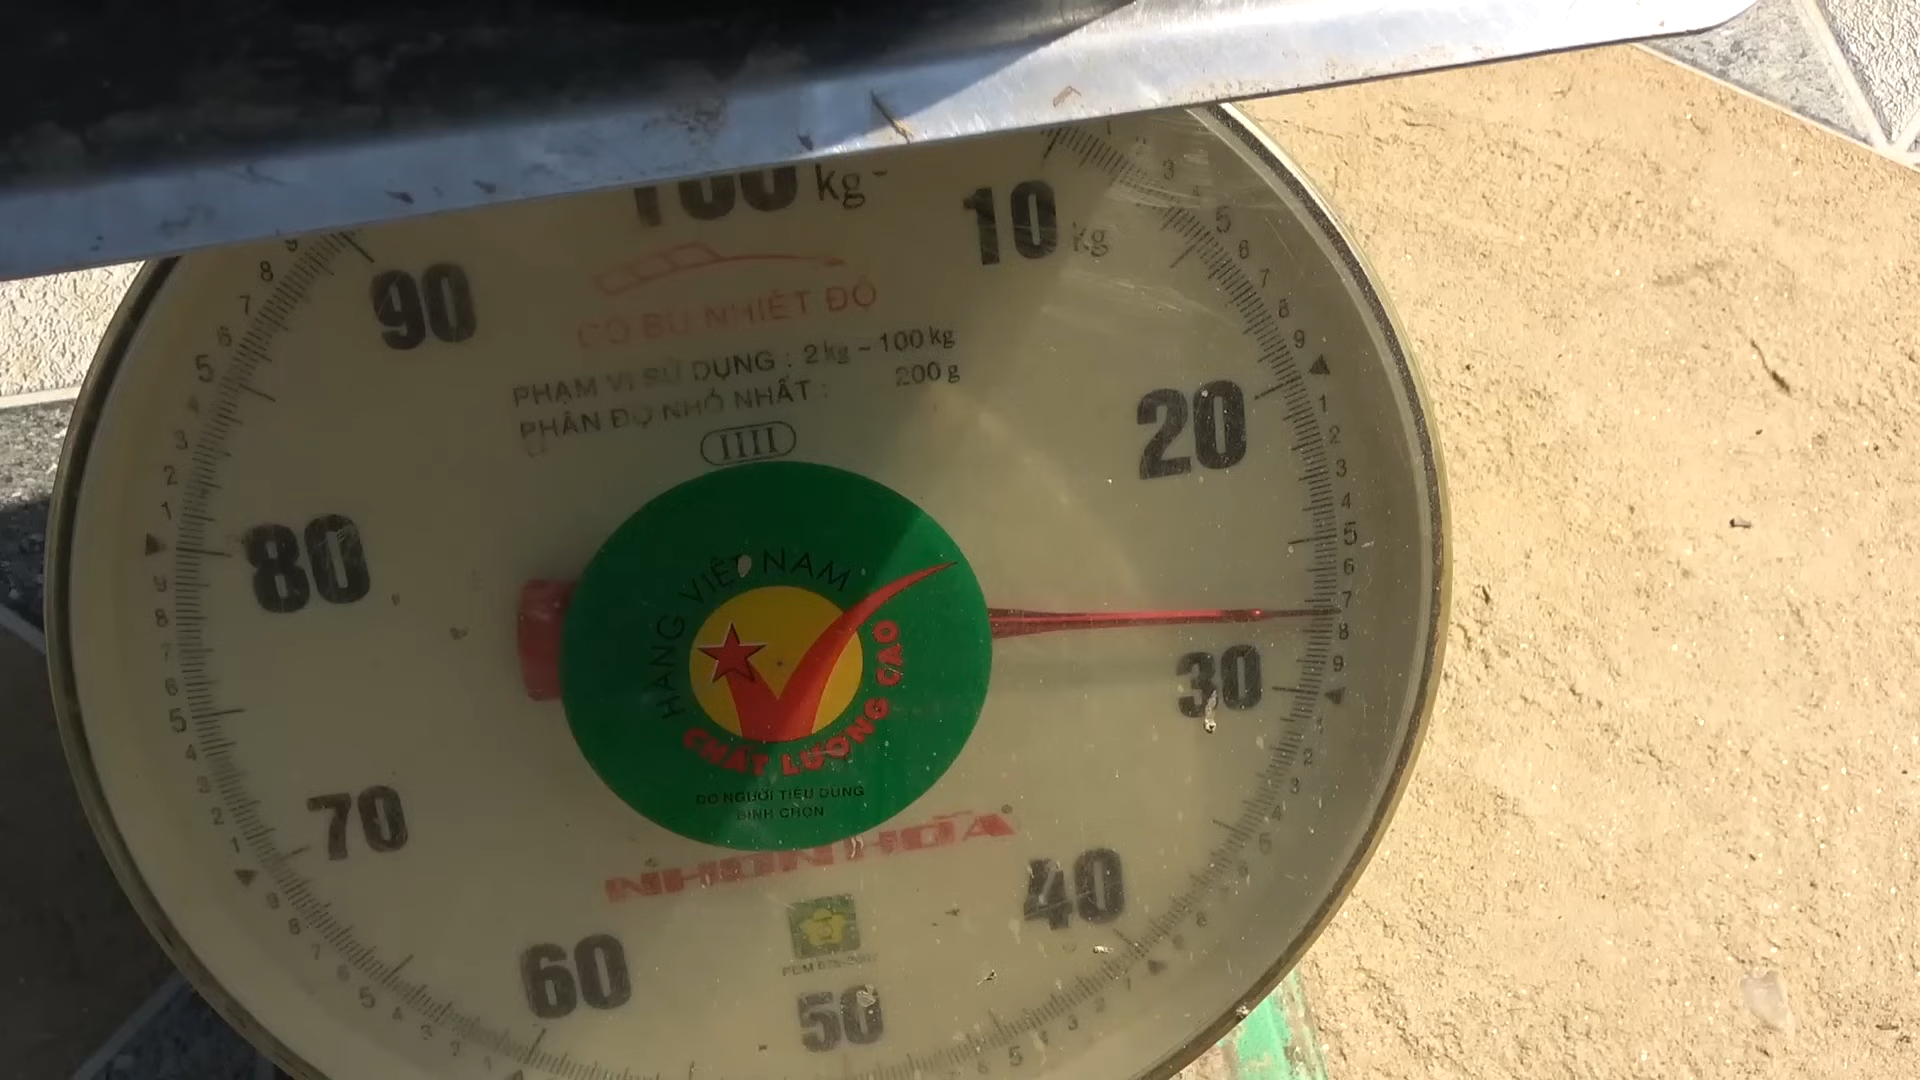 100 kg
10 kg
90
CÓ BÙ NHIỆT ĐỘ
PHẠM VI SỬ DỤNG : 2 kg - 100 kg
PHÂN ĐỘ NHỎ NHẤT : 200 g
IIII
20
80
HÀNG VIỆT NAM
CHẤT LƯỢNG CAO
DO NGƯỜI TIÊU DÙNG
BÌNH CHỌN
30
70
NHONHÒA
40
60
50